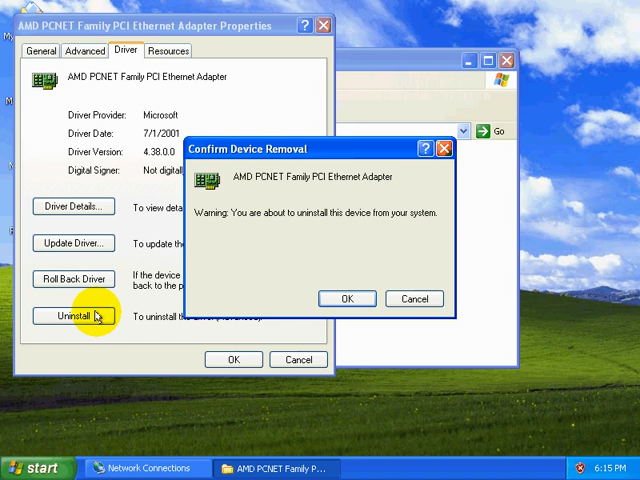 AMD PCNET Family PCI Ethernet Adapter Properties
General Advanced Driver Resources
AMD PCNET Family PCI Ethernet Adapter
Driver Provider: Microsoft
Driver Date: 7/1/2001
Driver Version: 4.38.0.0
Digital Signer: Not digitall
Driver Details... To view deta
Update Driver... To update the
Roll Back Driver If the device
back to the p
Uninstall To uninstall
OK Cancel
Go
Confirm Device Removal
AMD PCNET Family PCI Ethernet Adapter
Warning: You are about to uninstall this device from your system.
OK Cancel
start Network Connections AMD PCNET Family P... 6:15 PM